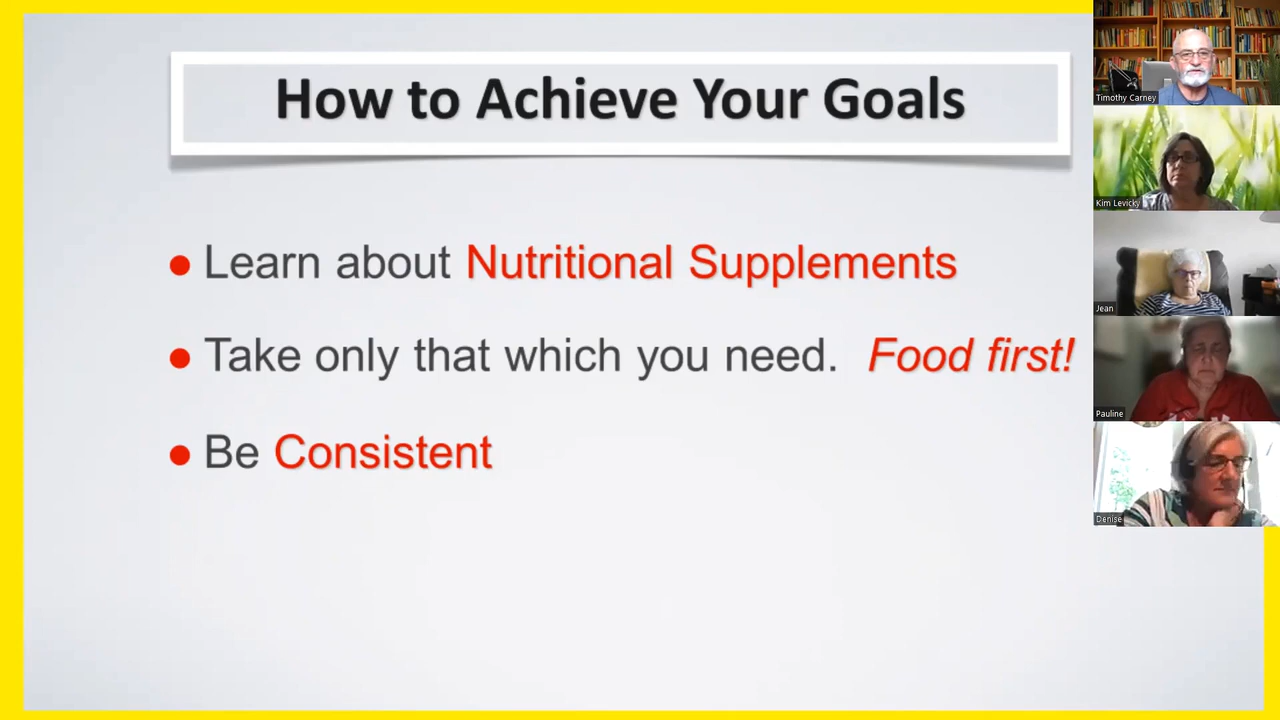 How to Achieve Your Goals
Learn about Nutritional Supplements
Take only that which you need. Food first!
Be Consistent
Timothy Carney
Kim Levicky
Jean
Pauline
Denise